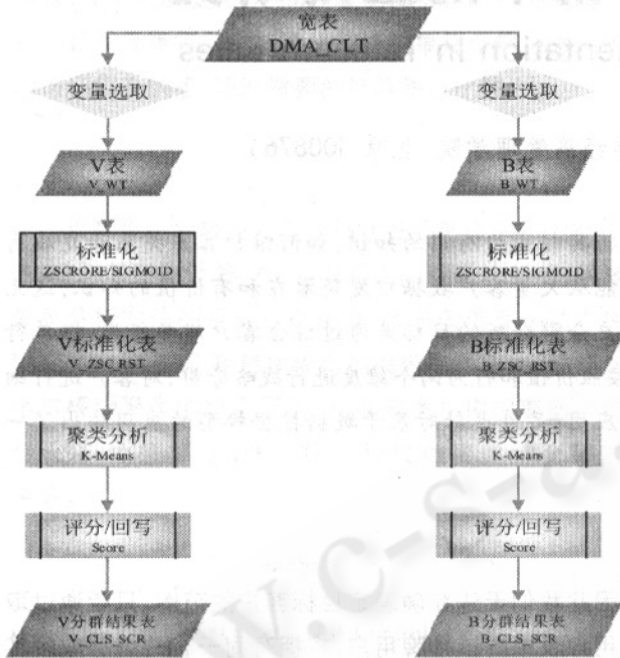 宽表
DMA_CLT
变量选取
变量选取
V表
V_WT
B表
B_WT
标准化
ZSCRORE/SIGMOID
标准化
ZSCRORE/SIGMOID
V标准化表
V_ZSC_RST
B标准化表
B_ZSC_RST
聚类分析
K-Means
聚类分析
K-Means
评分/回写
Score
评分/回写
Score
V分群结果表
V_CLS_SCR
B分群结果表
B_CLS_SCR